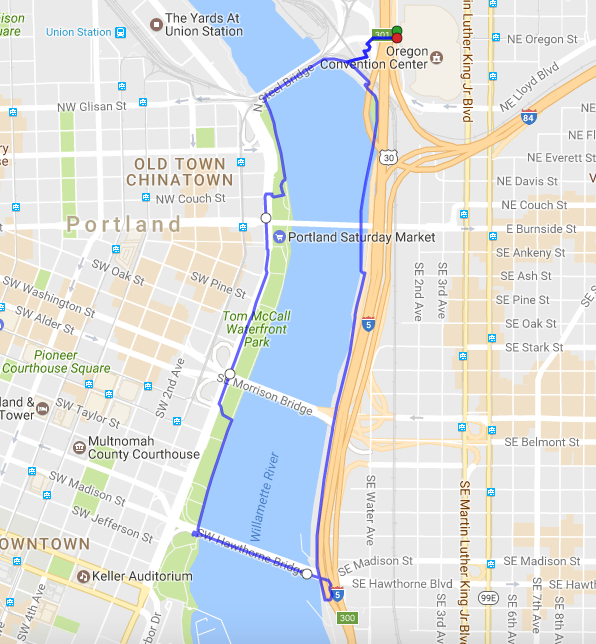 The Yards At
Union Station
Union Station
301
Oregon
Convention Center
NE Oregon St
NE Lloyd Blvd
Martin Luther King Jr Blvd
N Steel Bridge
NW Glisan St
84
30
NE Everett St
OLD TOWN
CHINATOWN
NE Davis St
NW Couch St
NE Couch St
Portland
E Burnside St
Portland Saturday Market
SE Ankeny St
SW Oak St
SW Pine St
SE 2nd Ave
SE 3rd Ave
SE Ash St
SW Washington St
SE Pine St
SW Alder St
Tom McCall
Waterfront
Park
5
SE Oak St
SE Stark St
Pioneer
Courthouse Square
SW 2nd Ave
SE Morrison Bridge
SW Taylor St
Tower
Multnomah
County Courthouse
SE Belmont St
Willamette River
SE Water Ave
SE Martin Luther King Jr Blvd
SW Madison St
SW Jefferson St
SW Hawthorne Bridge
SE Madison St
Keller Auditorium
5
SE Hawthorne Blvd
99E
SW 4th Ave
300
SE 3rd Ave
SE 6th Ave
SE 7th Ave
SE 8th Ave